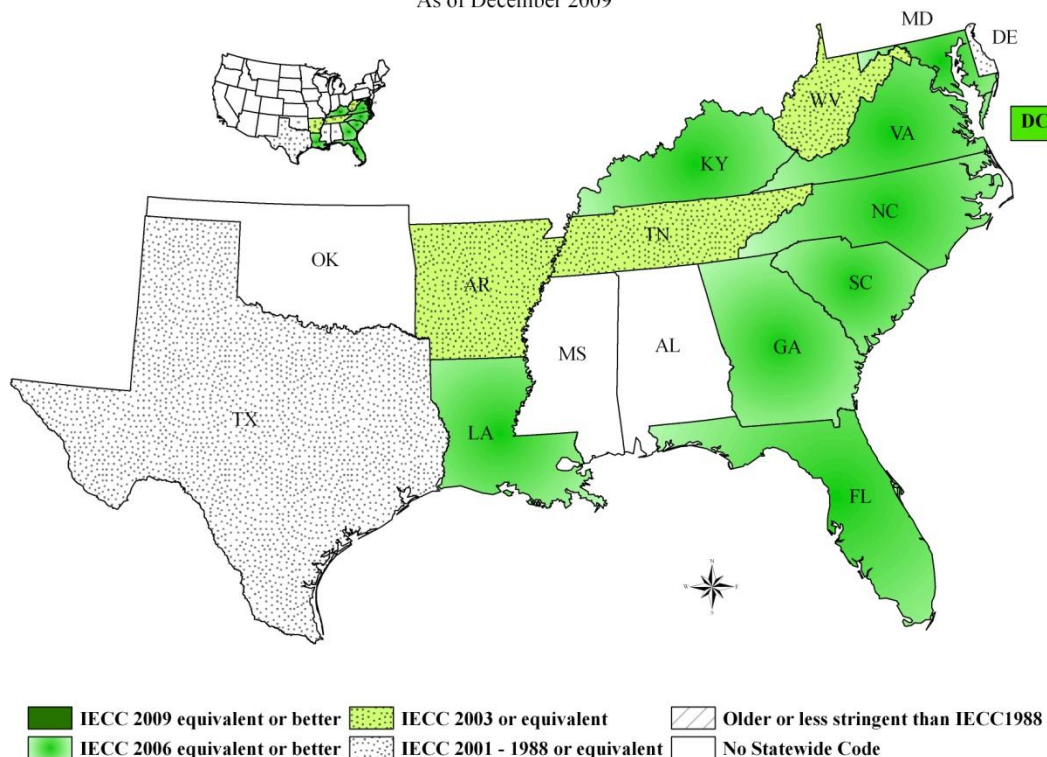 As of December 2009
MD
DE
WV
DC
VA
KY
NC
TN
OK
AR
SC
MS
AL
GA
TX
LA
FL
N
W E
S
IECC 2009 equivalent or better
IECC 2003 or equivalent
Older or less stringent than IECC1988
IECC 2006 equivalent or better
IECC 2001 - 1988 or equivalent
No Statewide Code